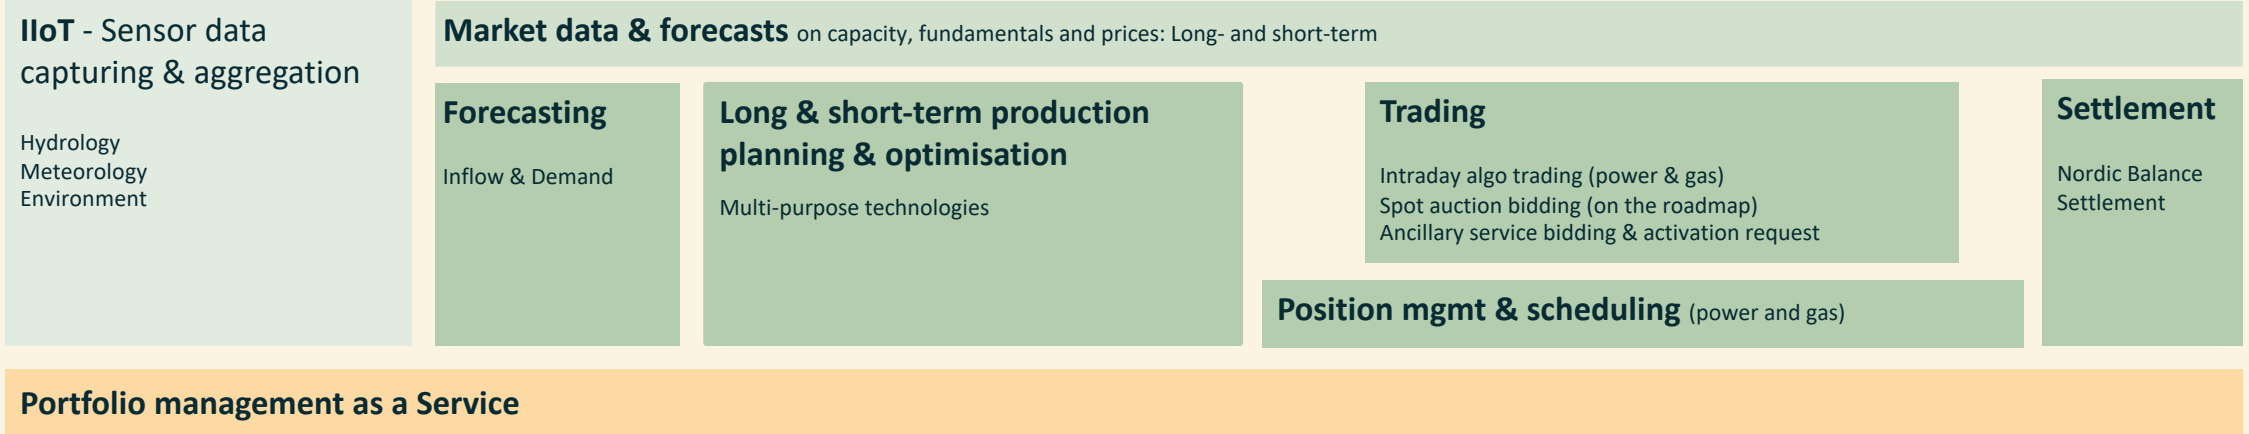 IIoT - Sensor data
capturing & aggregation
Hydrology
Meteorology
Environment
Market data & forecasts on capacity, fundamentals and prices: Long- and short-term
Forecasting
Inflow & Demand
Long & short-term production
planning & optimisation
Multi-purpose technologies
Trading
Intraday algo trading (power & gas)
Spot auction bidding (on the roadmap)
Ancillary service bidding & activation request
Position mgmt & scheduling (power and gas)
Settlement
Nordic Balance
Settlement
Portfolio management as a Service